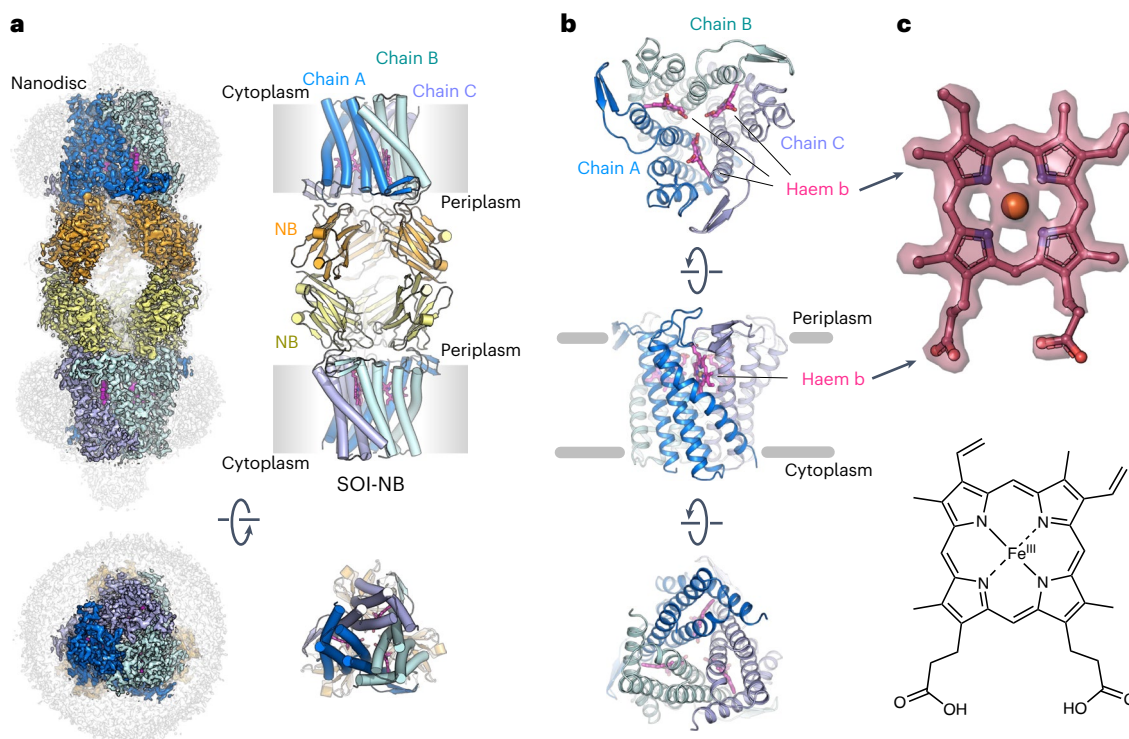 a
Nanodisc
Cytoplasm
Chain A
Chain B
Chain C
Periplasm
NB
NB
Periplasm
Cytoplasm
SOI-NB
b
Chain B
Chain A
Chain C
Haem b
Periplasm
Haem b
Cytoplasm
c
N
N
Fe^III
N
N
O
OH
HO
O